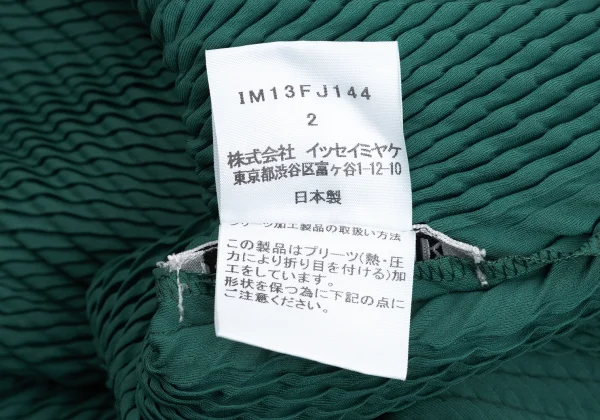 IM13FJ144
2
株式会社 イッセイミヤケ
東京都渋谷区富ヶ谷1-12-10
日本製
プリーツ加工製品の取扱い方法
この製品はプリーツ(熱・圧
力により折り目を付ける)加
工をしています。
形状を保つ為に下記の点に
ご注意ください。